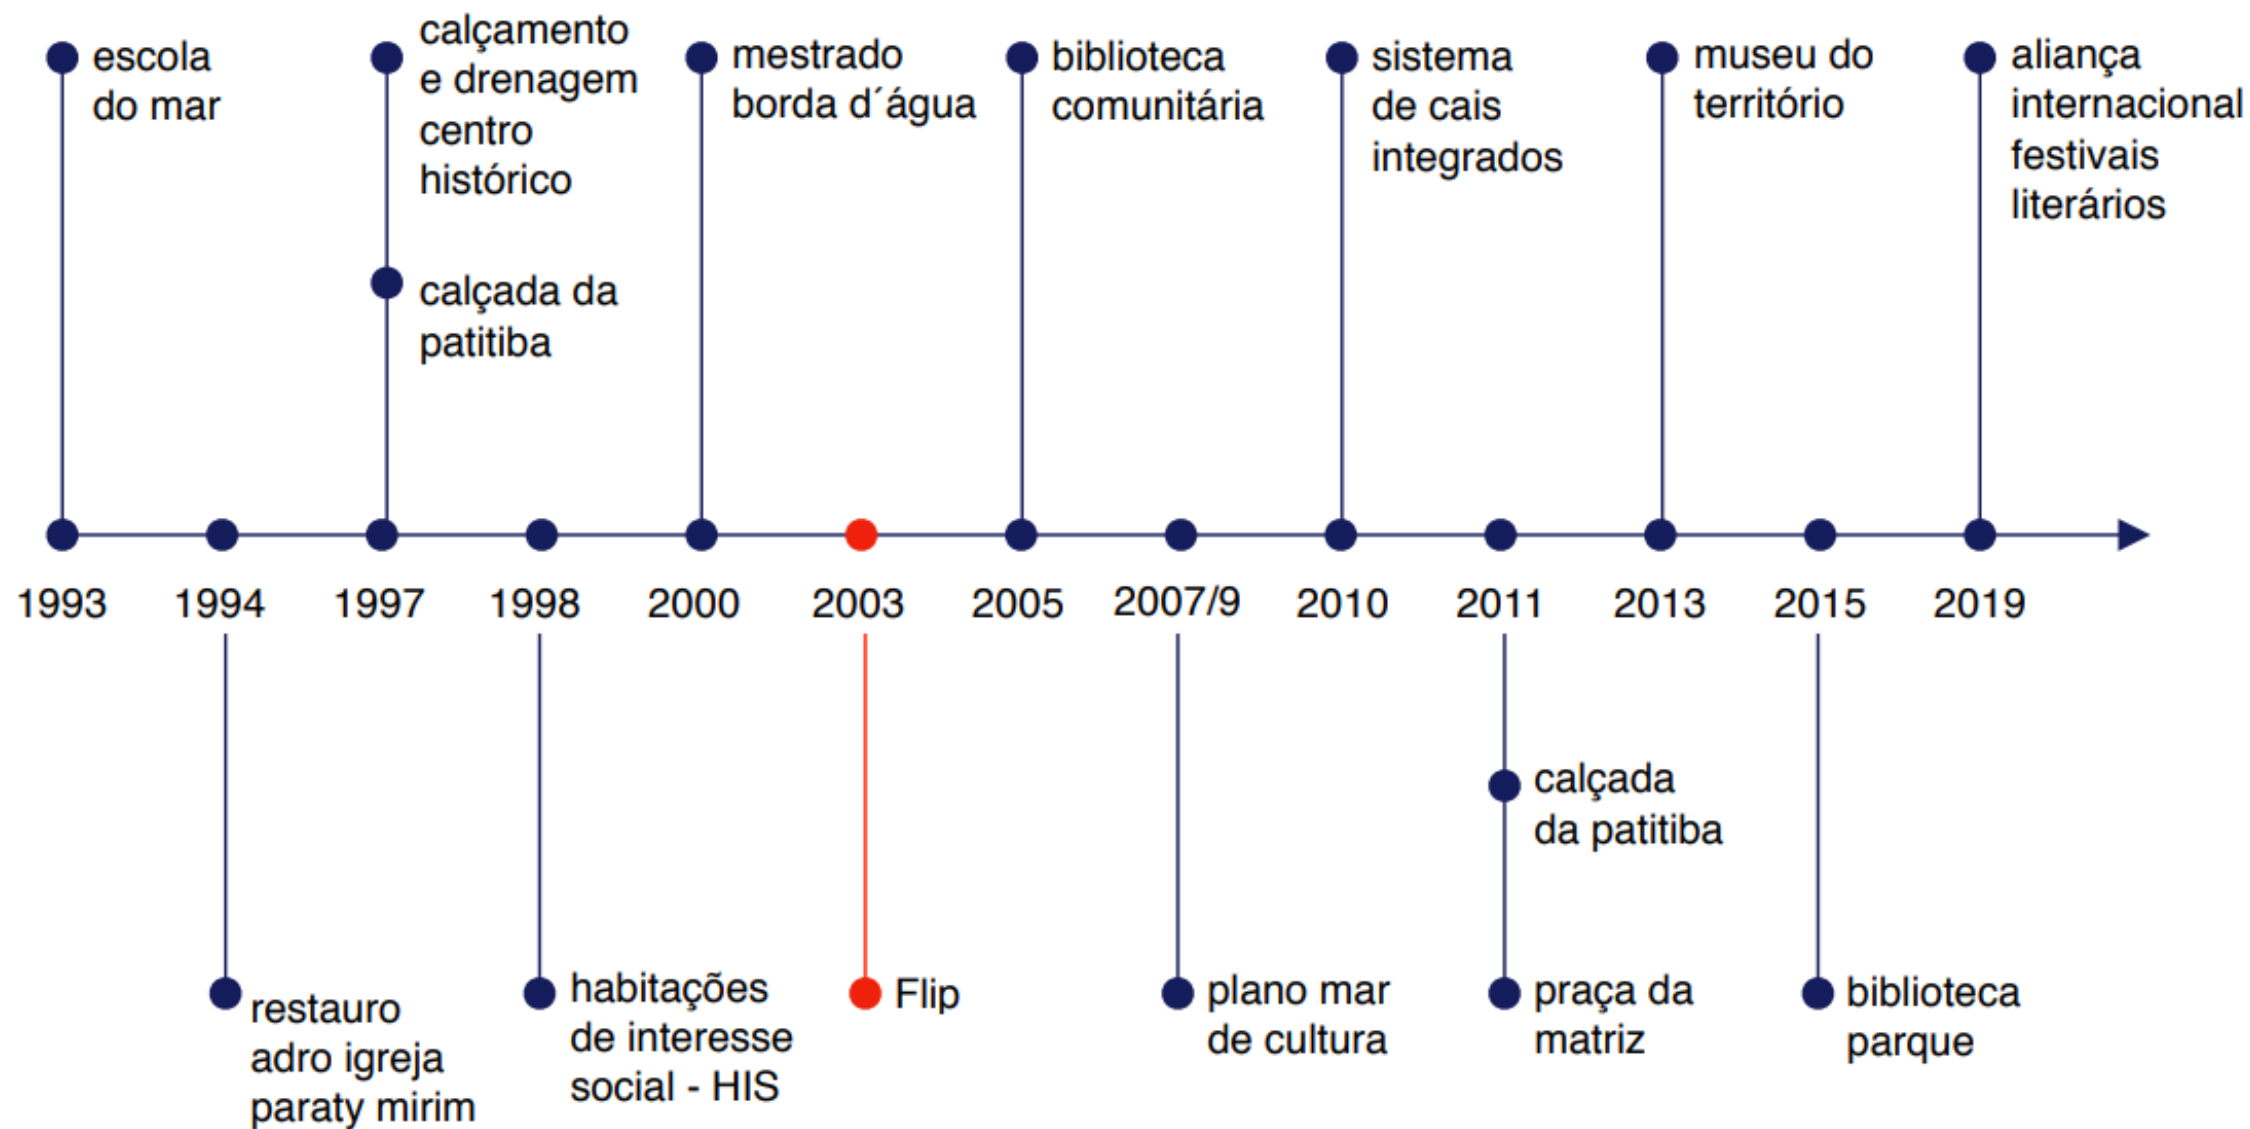 escola
do mar
calçamento
e drenagem
centro
histórico
calçada da
patitiba
mestrado
borda d´água
biblioteca
comunitária
sistema
de cais
integrados
museu do
território
aliança
internacional
festivais
literários
1993 1994 1997 1998 2000 2003 2005 2007/9 2010 2011 2013 2015 2019
restauro
adro igreja
paraty mirim
habitações
de interesse
social - HIS
Flip
plano mar
de cultura
calçada
da patitiba
praça da
matriz
biblioteca
parque